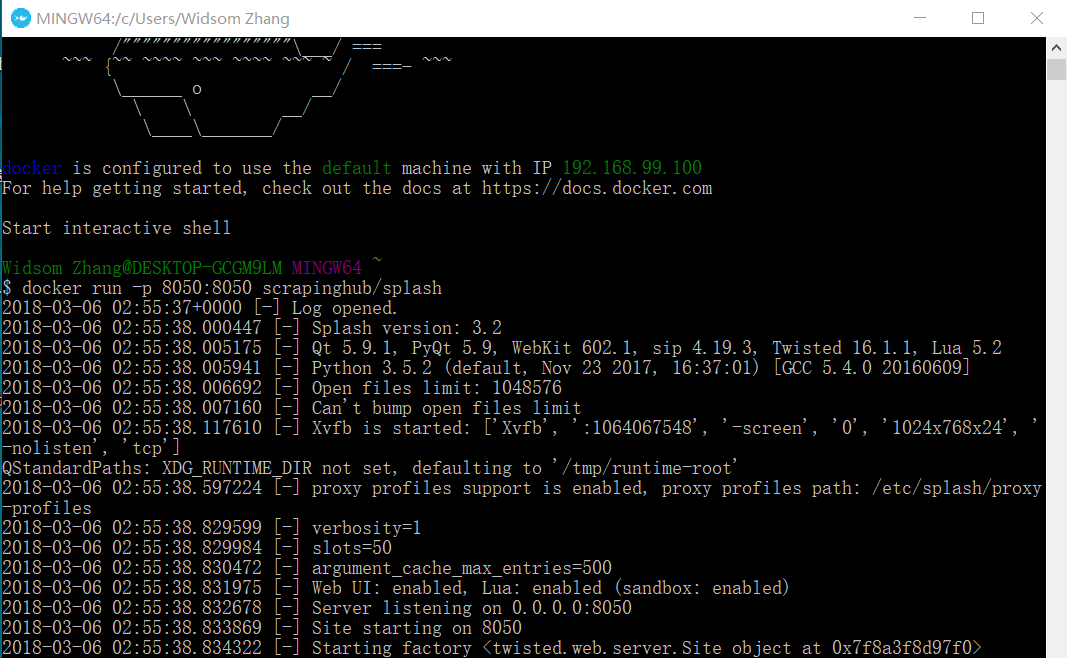 MINGW64:/c/Users/Widsom Zhang
/"""""""""""""""""\___/ ===
~~~ {~~ ~~~~ ~~~ ~~~~ ~~~ ~ /  ===- ~~~
\______ o           __/
\    \         __/
\____\_______/
docker is configured to use the default machine with IP 192.168.99.100
For help getting started, check out the docs at https://docs.docker.com
Start interactive shell
Widsom Zhang@DESKTOP-GCGM9LM MINGW64 ~
$ docker run -p 8050:8050 scrapinghub/splash
2018-03-06 02:55:37+0000 [-] Log opened.
2018-03-06 02:55:38.000447 [-] Splash version: 3.2
2018-03-06 02:55:38.005175 [-] Qt 5.9.1, PyQt 5.9, WebKit 602.1, sip 4.19.3, Twisted 16.1.1, Lua 5.2
2018-03-06 02:55:38.005941 [-] Python 3.5.2 (default, Nov 23 2017, 16:37:01) [GCC 5.4.0 20160609]
2018-03-06 02:55:38.006692 [-] Open files limit: 1048576
2018-03-06 02:55:38.007160 [-] Can't bump open files limit
2018-03-06 02:55:38.117610 [-] Xvfb is started: ['Xvfb', ':1064067548', '-screen', '0', '1024x768x24', '
-nolisten', 'tcp']
QStandardPaths: XDG_RUNTIME_DIR not set, defaulting to '/tmp/runtime-root'
2018-03-06 02:55:38.597224 [-] proxy profiles support is enabled, proxy profiles path: /etc/splash/proxy
-profiles
2018-03-06 02:55:38.829599 [-] verbosity=1
2018-03-06 02:55:38.829984 [-] slots=50
2018-03-06 02:55:38.830472 [-] argument_cache_max_entries=500
2018-03-06 02:55:38.831975 [-] Web UI: enabled, Lua: enabled (sandbox: enabled)
2018-03-06 02:55:38.832678 [-] Server listening on 0.0.0.0:8050
2018-03-06 02:55:38.833869 [-] Site starting on 8050
2018-03-06 02:55:38.834322 [-] Starting factory <twisted.web.server.Site object at 0x7f8a3f8d97f0>